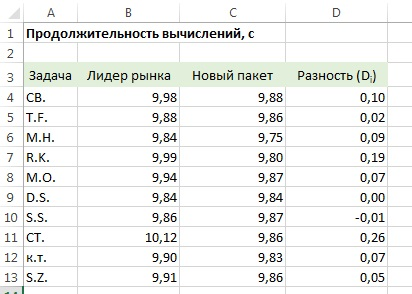 A B C D
1 Продолжительность вычислений, с
2
3 Задача Лидер рынка Новый пакет Разность (Di)
4 СВ. 9,98 9,88 0,10
5 T.F. 9,88 9,86 0,02
6 М.Н. 9,84 9,75 0,09
7 R.K. 9,99 9,80 0,19
8 М.О. 9,94 9,87 0,07
9 D.S. 9,84 9,84 0,00
10 S.S. 9,86 9,87 -0,01
11 СТ. 10,12 9,86 0,26
12 к.т. 9,90 9,83 0,07
13 S.Z. 9,91 9,86 0,05